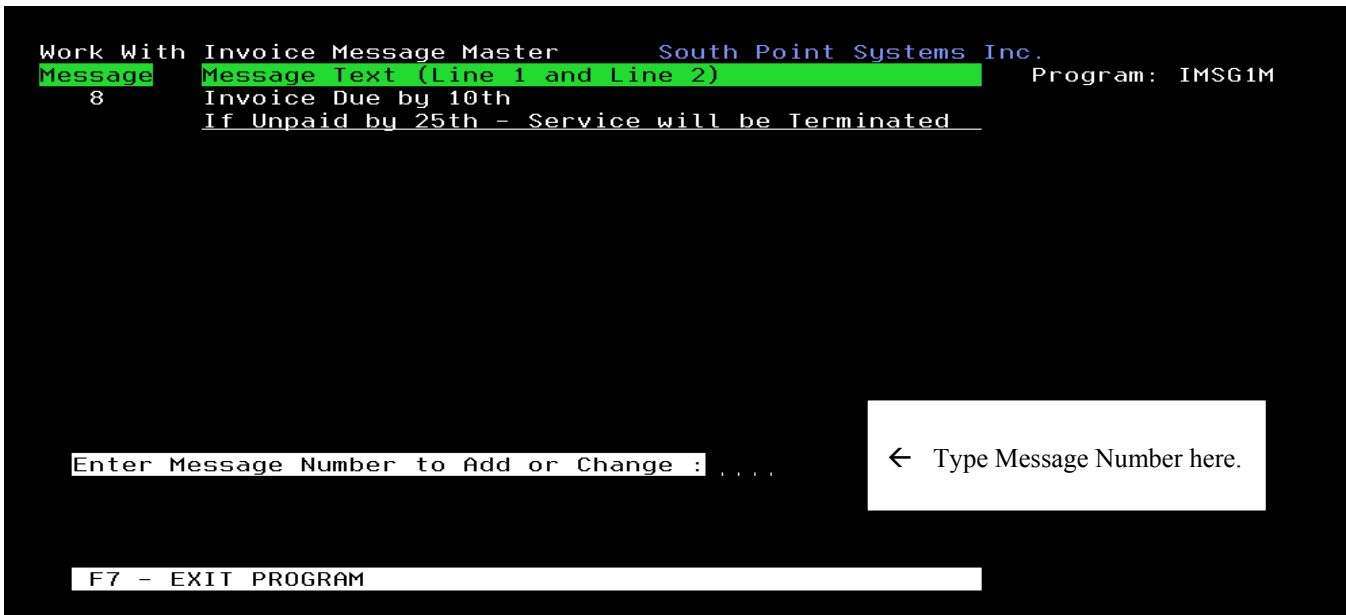 Work With Invoice Message Master South Point Systems Inc.
Message Message Text (Line 1 and Line 2) Program: IMSG1M
8 Invoice Due by 10th
If Unpaid by 25th - Service will be Terminated
Enter Message Number to Add or Change : ....
← Type Message Number here.
F7 - EXIT PROGRAM